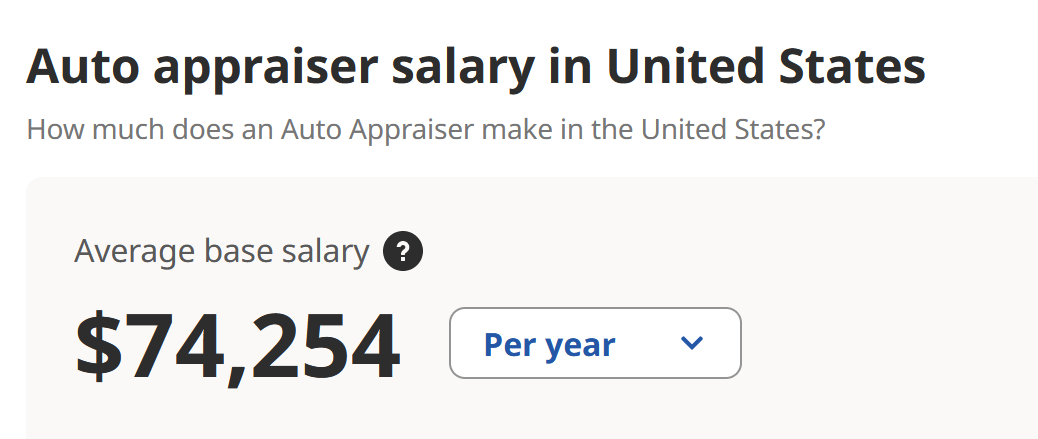 Auto appraiser salary in United States
How much does an Auto Appraiser make in the United States?
Average base salary ?
$74,254 Per year